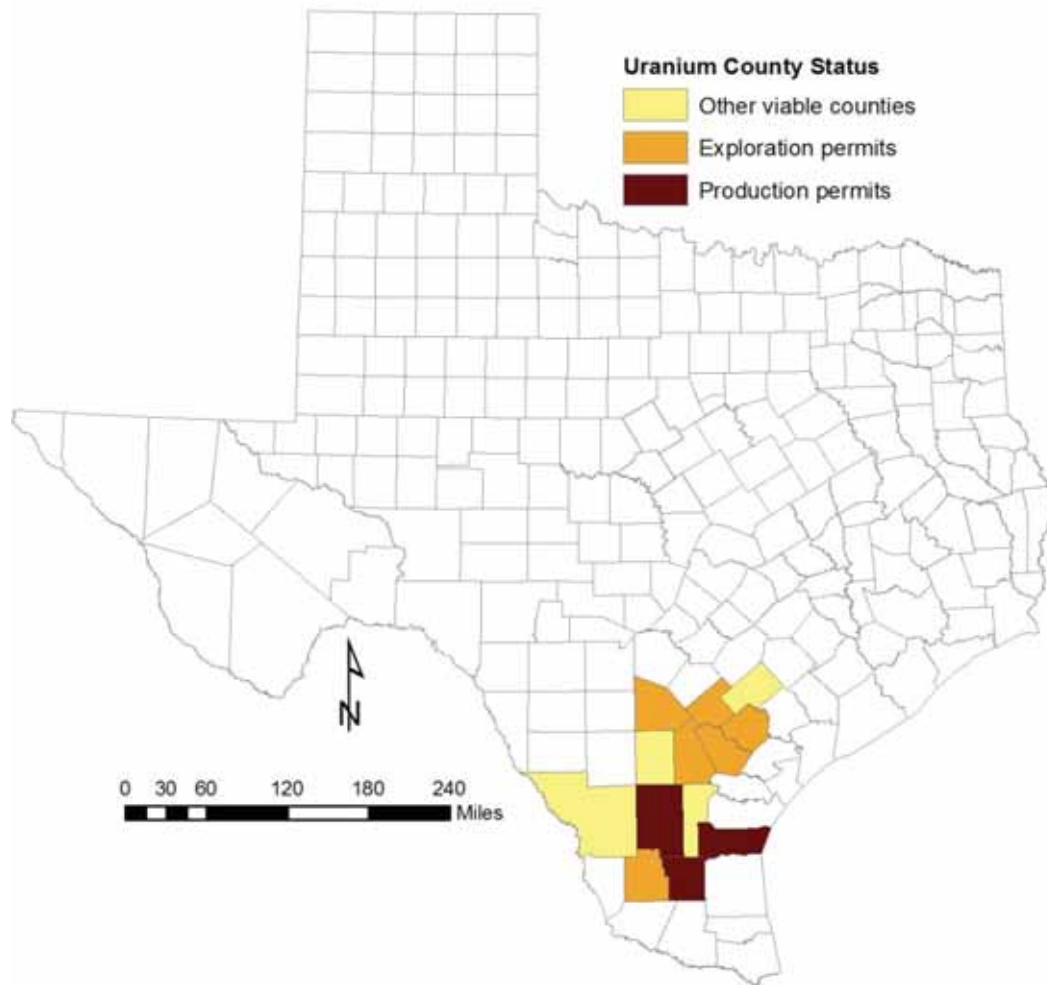 Uranium County Status
Other viable counties
Exploration permits
Production permits
N
0 30 60 120 180 240
Miles